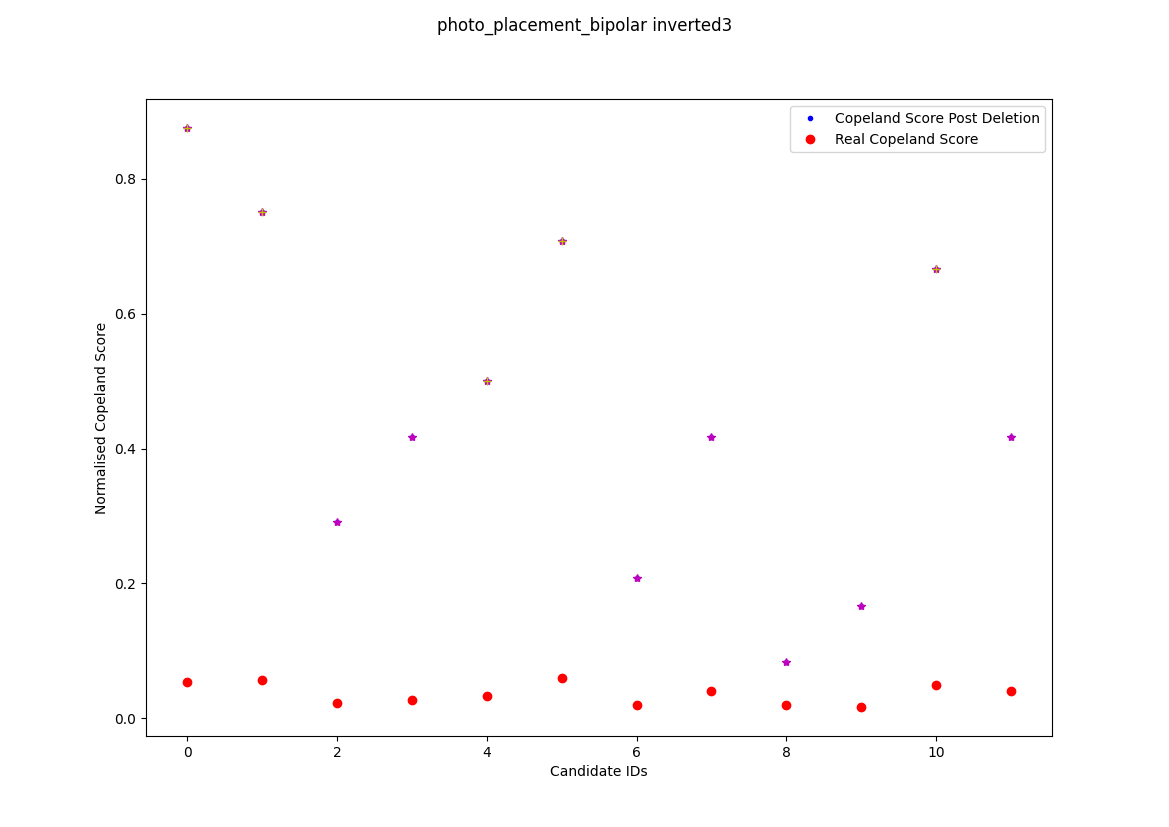 photo_placement_bipolar inverted3
Copeland Score Post Deletion
Real Copeland Score
0.8
0.6
0.4
0.2
0.0
Normalised Copeland Score
0 2 4 6 8 10
Candidate IDs